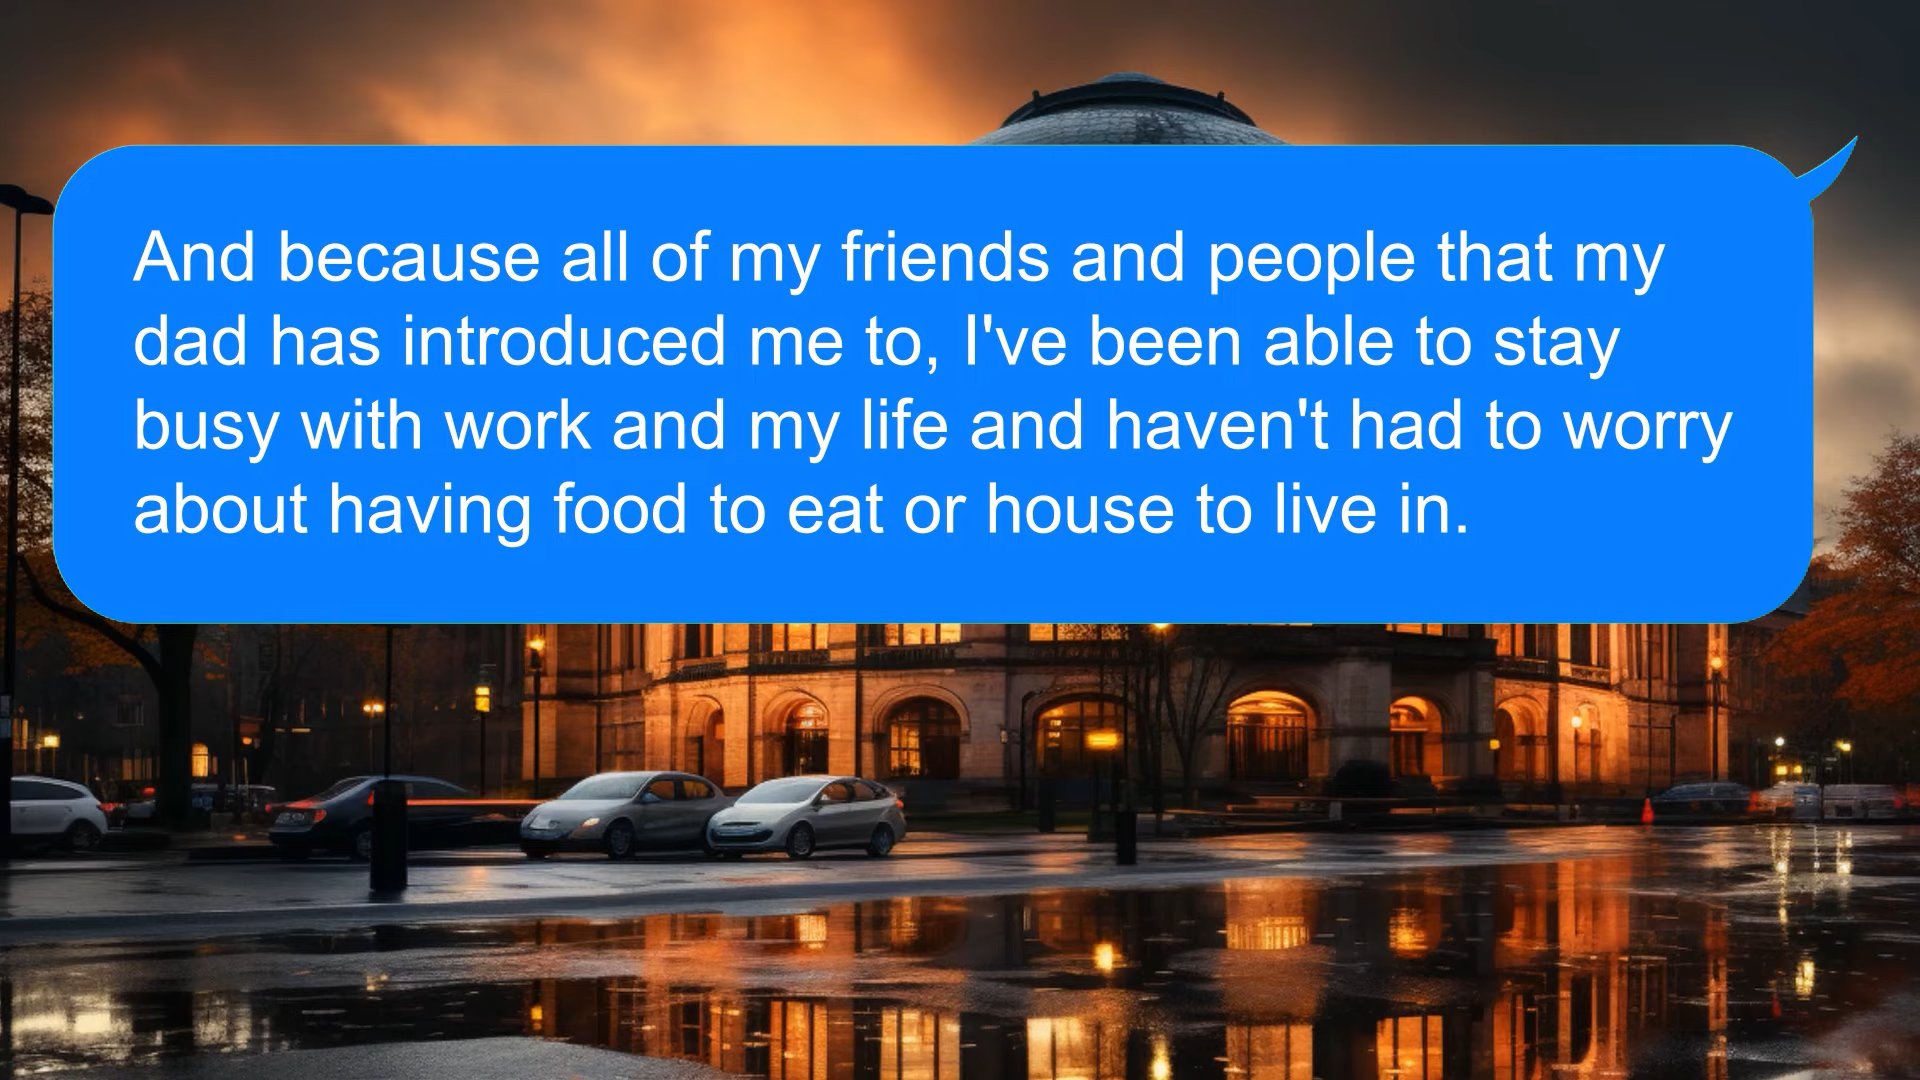 And because all of my friends and people that my
dad has introduced me to, I've been able to stay
busy with work and my life and haven't had to worry
about having food to eat or house to live in.